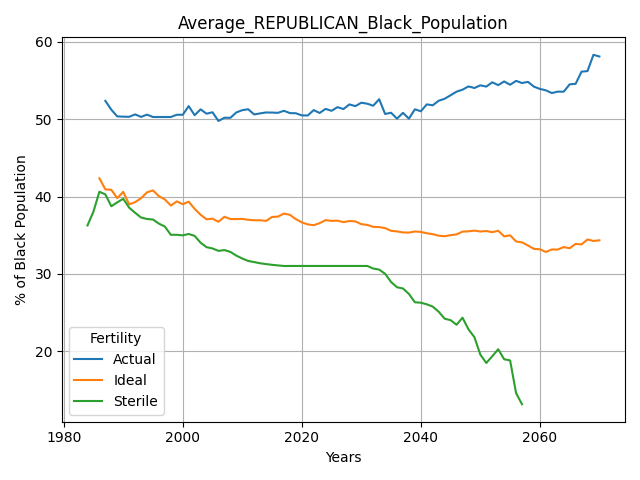 Average_REPUBLICAN_Black_Population
60
50
40
30
20
% of Black Population
Fertility
Actual
Ideal
Sterile
1980
2000
2020
2040
2060
Years